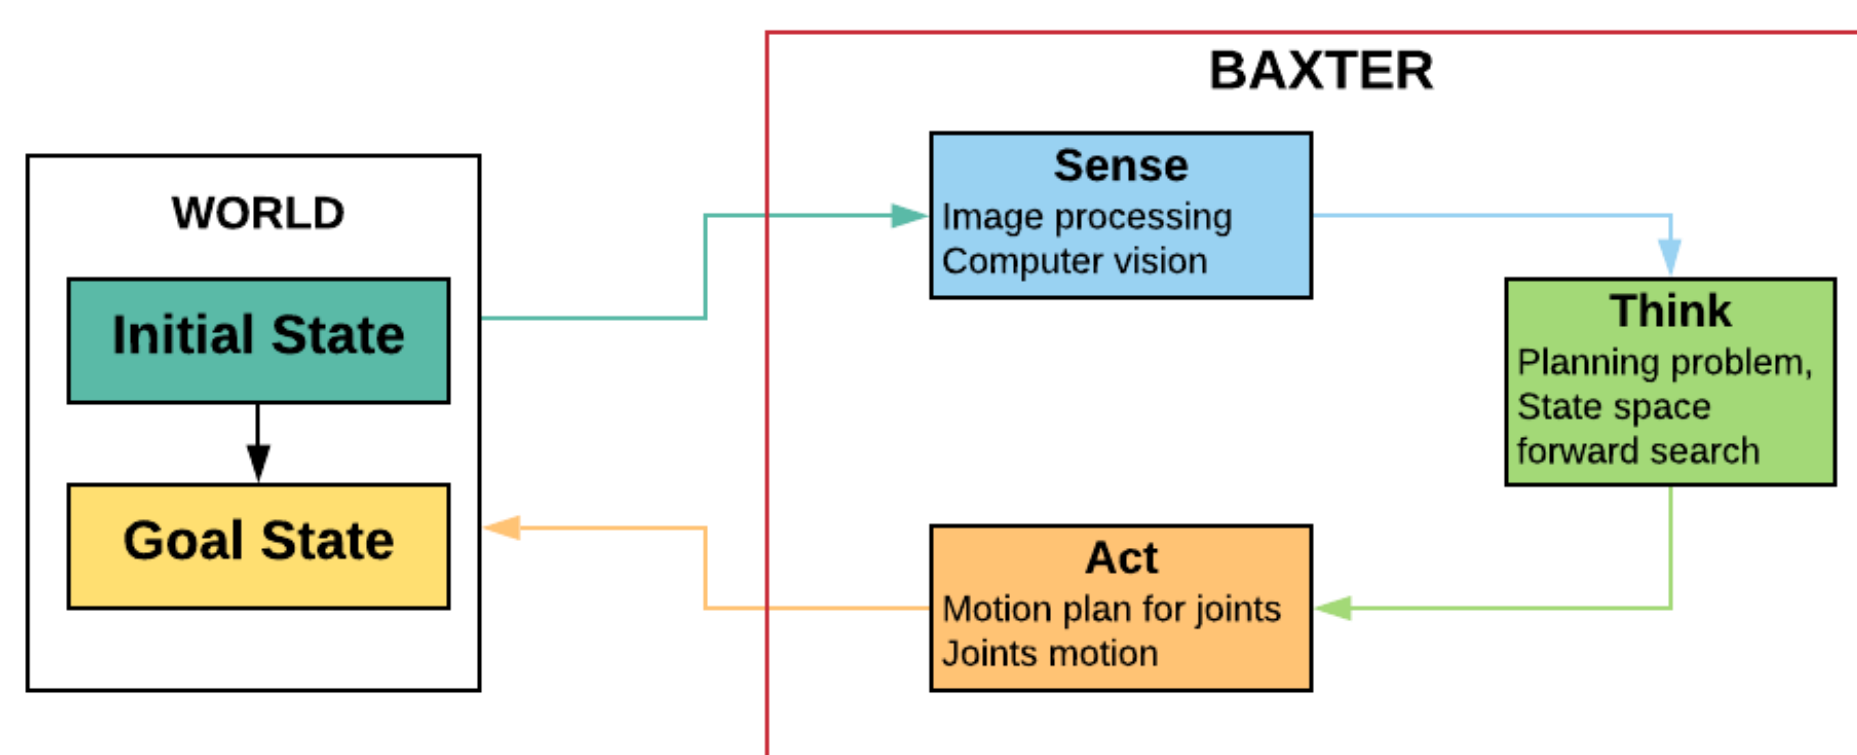 BAXTER
WORLD
Initial State
Goal State
Sense
Image processing
Computer vision
Think
Planning problem,
State space
forward search
Act
Motion plan for joints
Joints motion